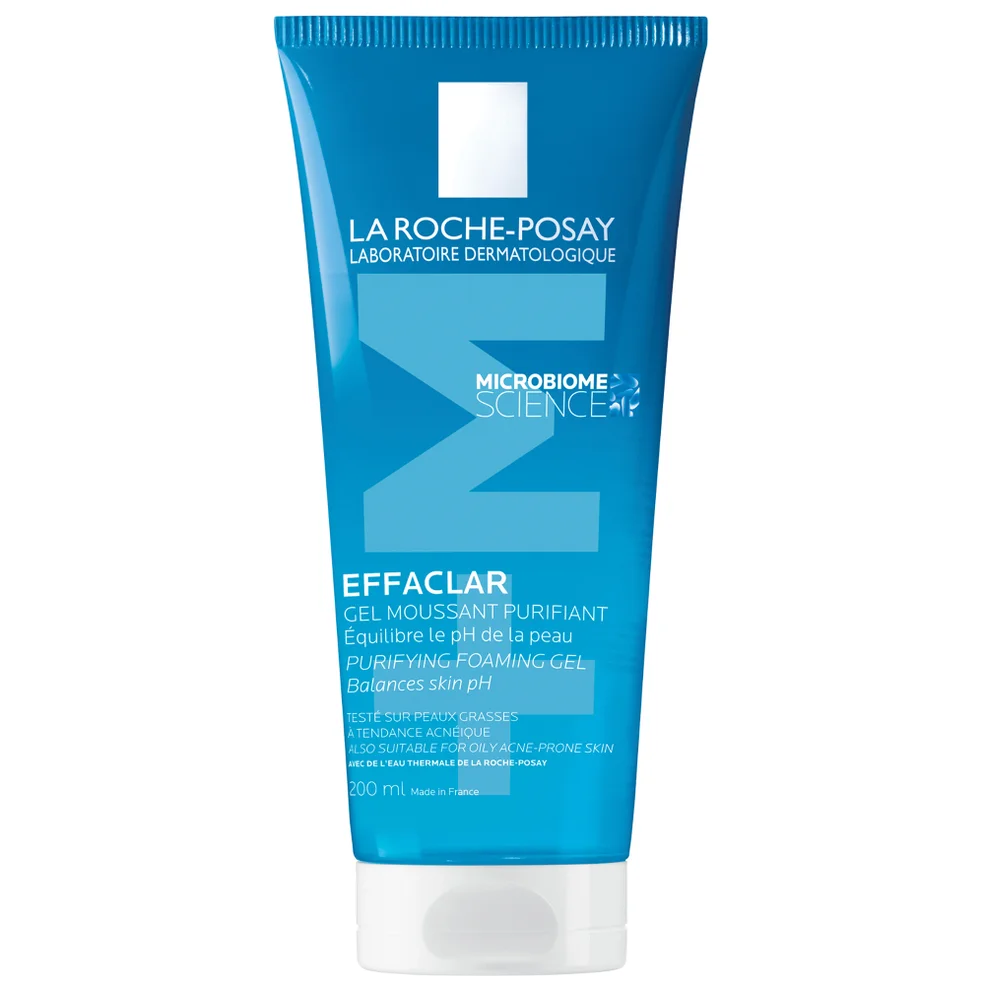 LA ROCHE-POSAY
LABORATOIRE DERMATOLOGIQUE
MICROBIOME
SCIENCE
EFFACLAR
GEL MOUSSANT PURIFIANT
Équilibre le pH de la peau
PURIFYING FOAMING GEL
Balances skin pH
TESTÉ SUR PEAUX GRASSES
À TENDANCE ACNÉIQUE
ALSO SUITABLE FOR OILY ACNE-PRONE SKIN
AVEC DE L'EAU THERMALE DE LA ROCHE-POSAY
200 ml Made in France